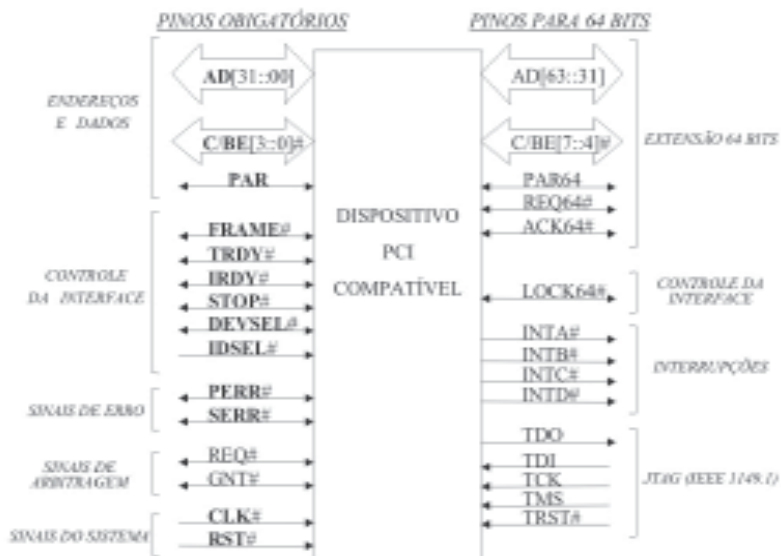 PINOS OBIGATÓRIOS
PINOS PARA 64 BITS
ENDEREÇOS
E DADOS
AD[31::00]
C/BE[3::0]#
PAR
CONTROLE
DA INTERFACE
FRAME#
TRDY#
IRDY#
STOP#
DEVSEL#
IDSEL#
SINAIS DE ERRO
PERR#
SERR#
SINAIS DE
ARBITRAGEM
REQ#
GNT#
SINAIS DO SISTEMA
CLK#
RST#
DISPOSITIVO
PCI
COMPATÍVEL
AD[63::31]
C/BE[7::4]#
PAR64
REQ64#
ACK64#
EXTENSÃO 64 BITS
LOCK64#
CONTROLE DA
INTERFACE
INTA#
INTB#
INTC#
INTD#
INTERRUPÇÕES
TDO
TDI
TCK
TMS
TRST#
JTAG (IEEE 1149.1)